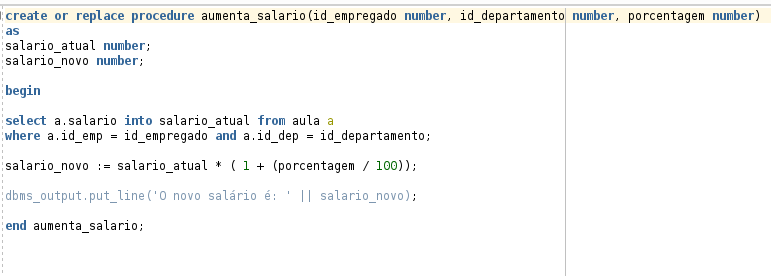 create or replace procedure aumenta_salario(id_empregado number, id_departamento number, porcentagem number)
as
salario_atual number;
salario_novo number;
begin
select a.salario into salario_atual from aula a
where a.id_emp = id_empregado and a.id_dep = id_departamento;
salario_novo := salario_atual * ( 1 + (porcentagem / 100));
dbms_output.put_line('O novo salário é: ' || salario_novo);
end aumenta_salario;